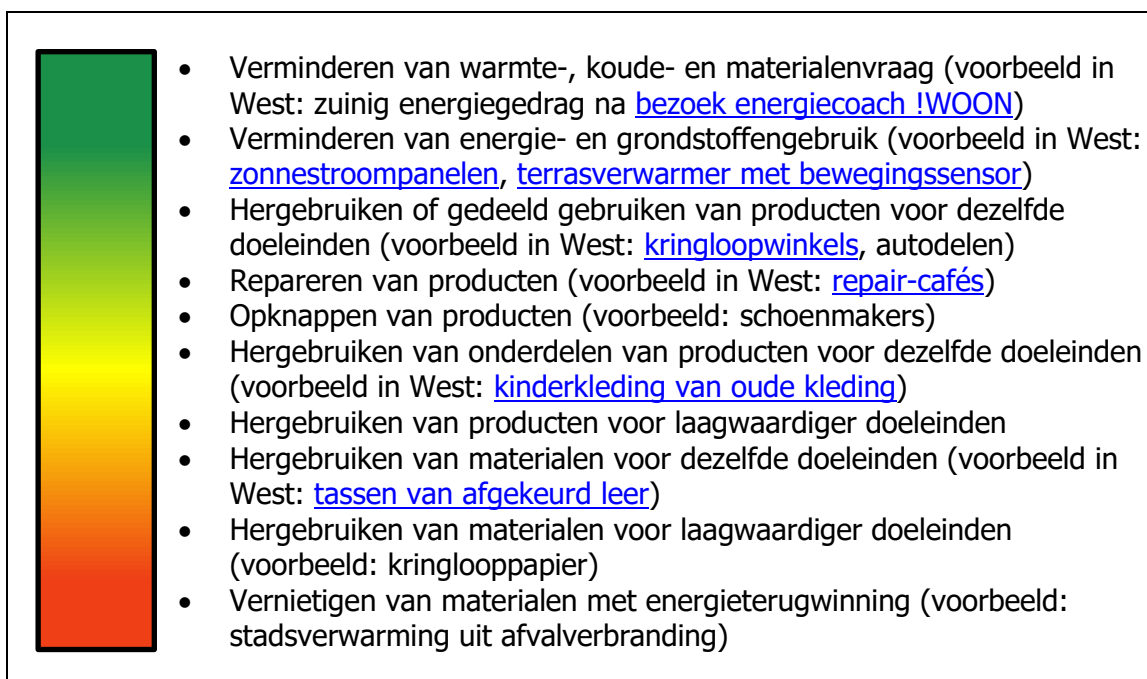 • Verminderen van warmte-, koude- en materialenvraag (voorbeeld in
West: zuinig energiegedrag na bezoek energiecoach !WOON)
• Verminderen van energie- en grondstoffengebruik (voorbeeld in West:
zonnestroompanelen, terrasverwarmer met bewegingssensor)
• Hergebruiken of gedeeld gebruiken van producten voor dezelfde
doeleinden (voorbeeld in West: kringloopwinkels, autodelen)
• Repareren van producten (voorbeeld in West: repair-cafés)
• Opknappen van producten (voorbeeld: schoenmakers)
• Hergebruiken van onderdelen van producten voor dezelfde doeleinden
(voorbeeld in West: kinderkleding van oude kleding)
• Hergebruiken van producten voor laagwaardiger doeleinden
• Hergebruiken van materialen voor dezelfde doeleinden (voorbeeld in
West: tassen van afgekeurd leer)
• Hergebruiken van materialen voor laagwaardiger doeleinden
(voorbeeld: kringlooppapier)
• Vernietigen van materialen met energieterugwinning (voorbeeld:
stadsverwarming uit afvalverbranding)